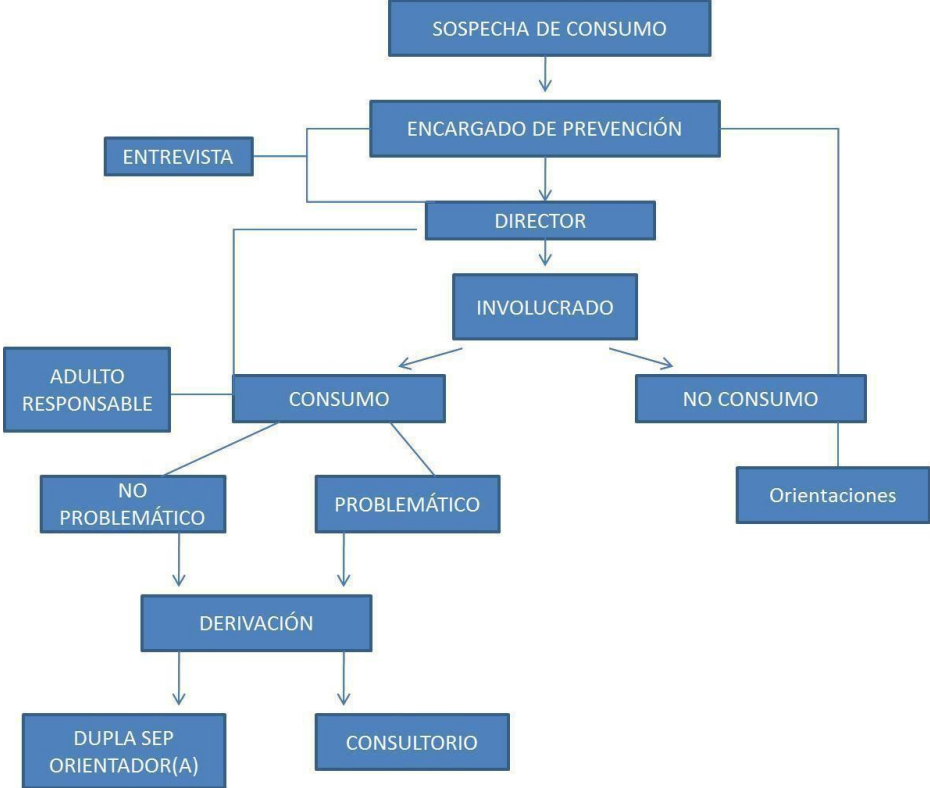 SOSPECHA DE CONSUMO
ENCARGADO DE PREVENCIÓN
ENTREVISTA
DIRECTOR
INVOLUCRADO
ADULTO
RESPONSABLE
CONSUMO
NO CONSUMO
NO
PROBLEMÁTICO
PROBLEMÁTICO
Orientaciones
DERIVACIÓN
DUPLA SEP
ORIENTADOR(A)
CONSULTORIO